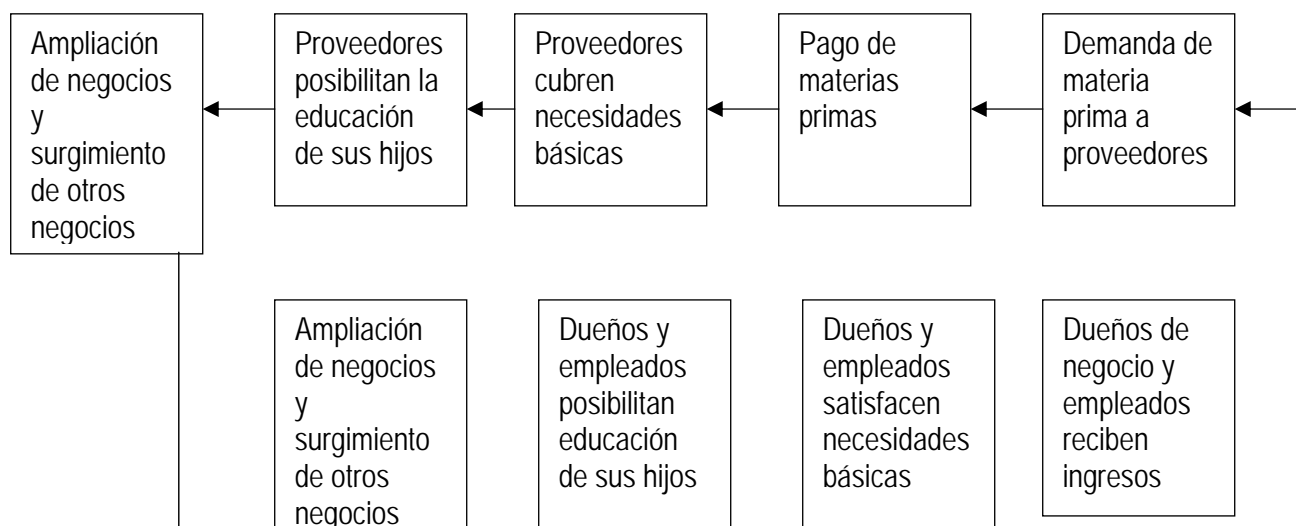 Ampliación
de negocios
y
surgimiento
de otros
negocios
Proveedores
posibilitan la
educación
de sus hijos
Proveedores
cubren
necesidades
básicas
Pago de
materias
primas
Demanda de
materia
prima a
proveedores
Ampliación
de negocios
y
surgimiento
de otros
negocios
Dueños y
empleados
posibilitan
educación
de sus hijos
Dueños y
empleados
satisfacen
necesidades
básicas
Dueños de
negocio y
empleados
reciben
ingresos